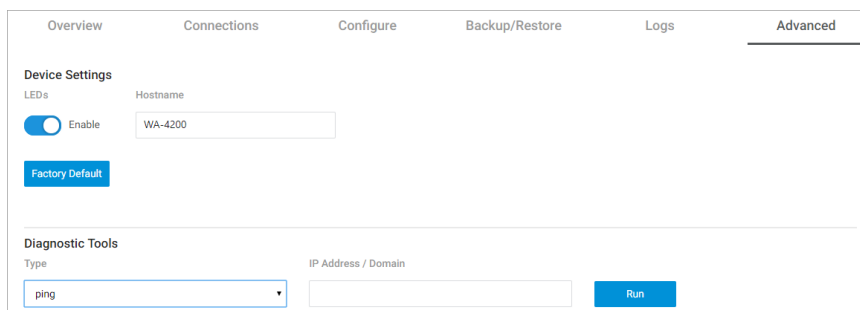 Overview Connections Configure Backup/Restore Logs Advanced
Device Settings
LEDs Hostname
Enable WA-4200
Factory Default
Diagnostic Tools
Type IP Address / Domain
ping Run